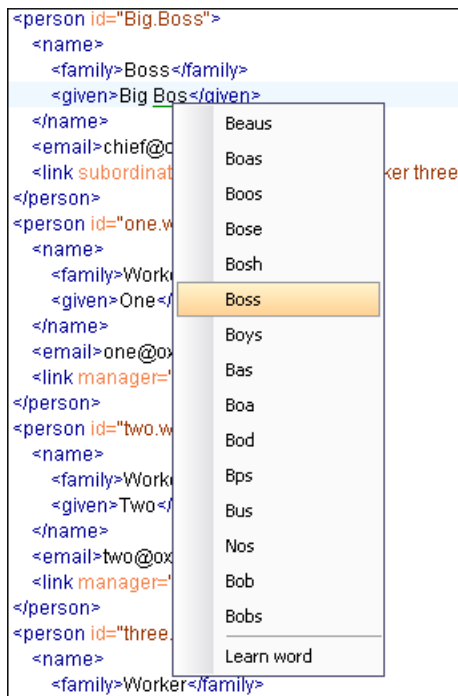 <person id="Big.Boss">
<name>
<family>Boss</family>
<given>Big Bos</given>
</name>
<email>chief@o
<link subordinat
ker three
</person>
<person id="one.w
<name>
<family>Worke
<given>One</
</name>
<email>one@ox
<link manager="
</person>
<person id="two.w
<name>
<family>Worke
<given>Two</
</name>
<email>two@ox
<link manager="
</person>
<person id="three.
<name>
<family>Worker</family>
Beaus
Boas
Boos
Bose
Bosh
Boss
Boys
Bas
Boa
Bod
Bps
Bus
Nos
Bob
Bobs
Learn word